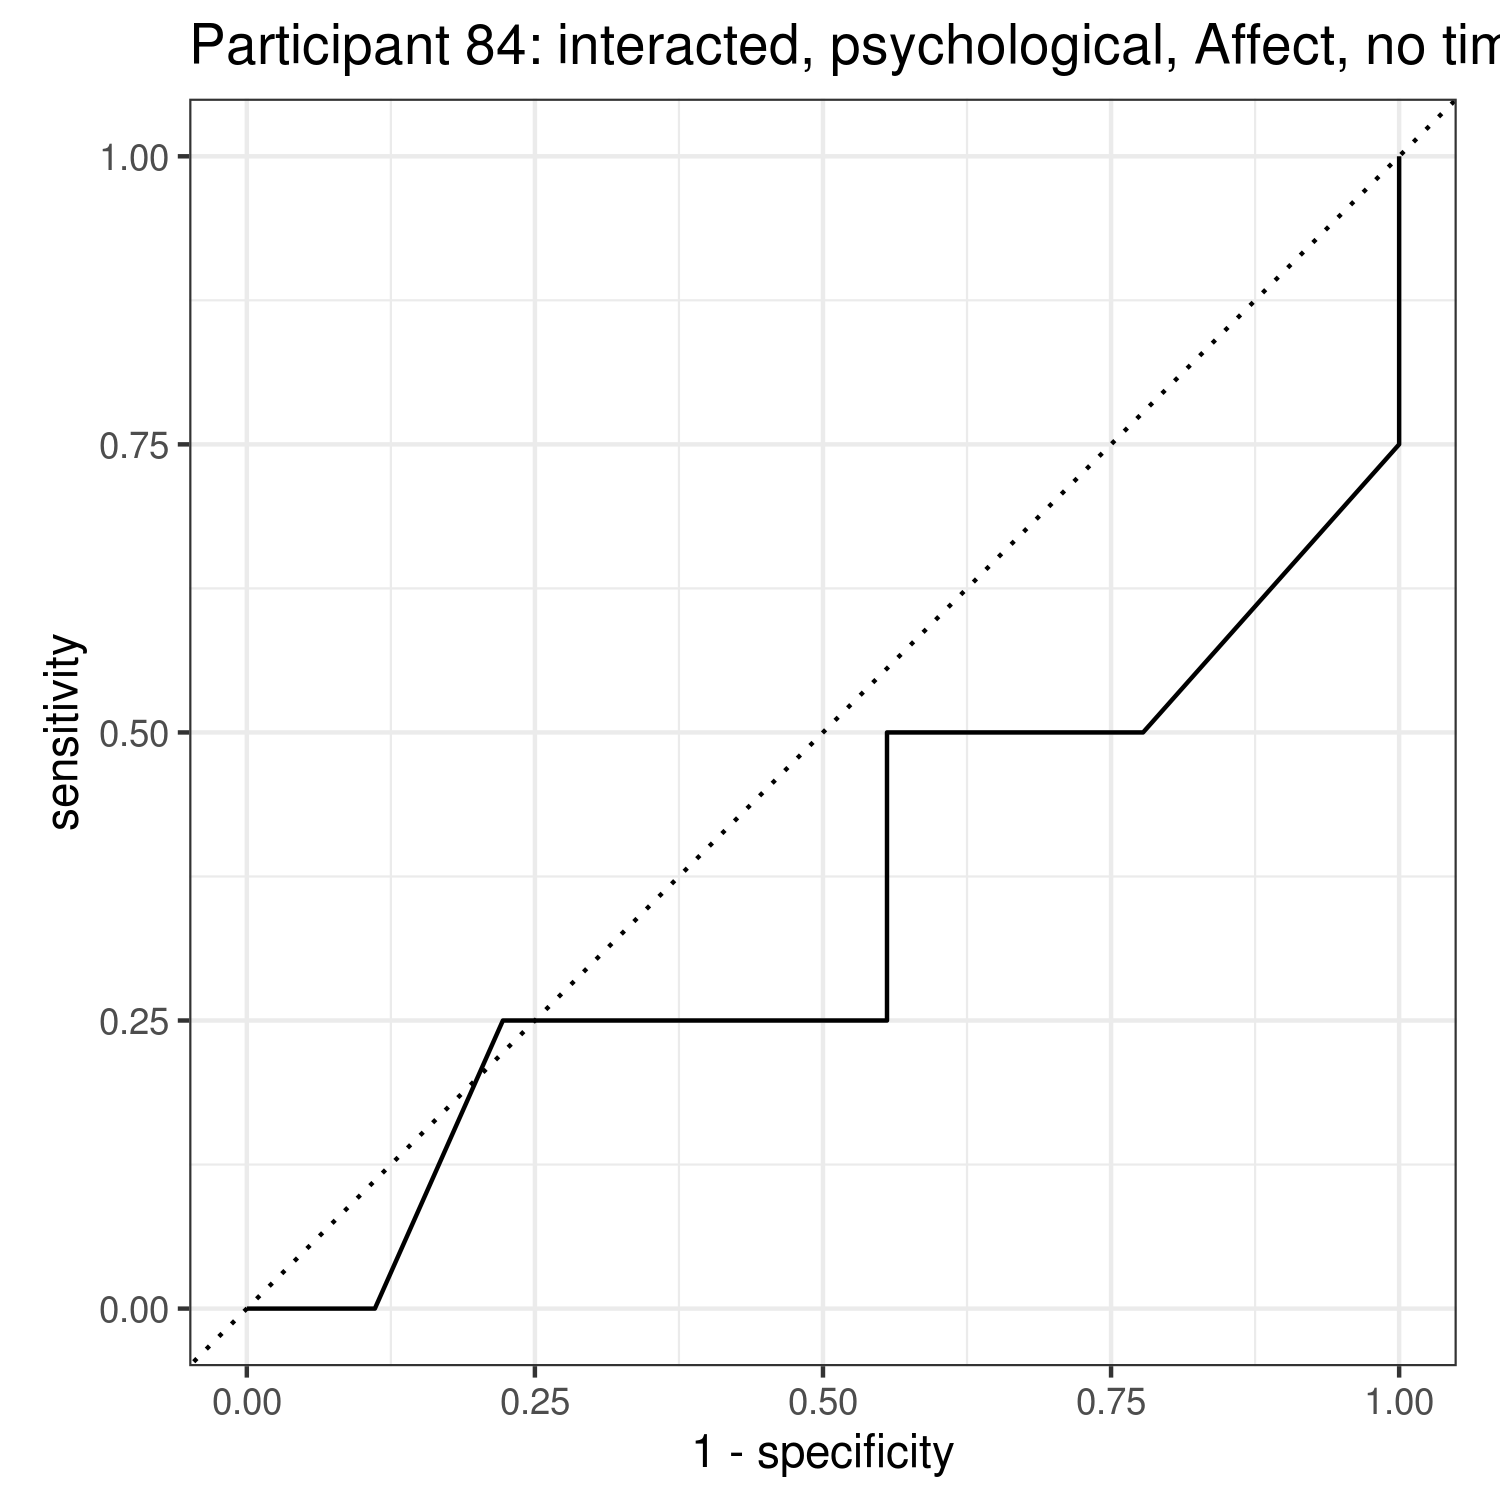 Participant 84: interacted, psychological, Affect, no tim
1.00
0.75
0.50
0.25
0.00
sensitivity
0.00 0.25 0.50 0.75 1.00
1 - specificity